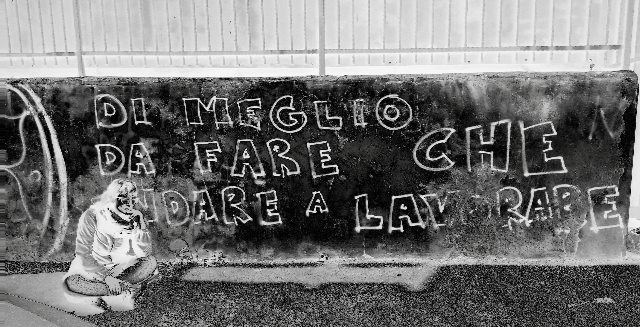 DI MEGLIO
DA FARE CHE
NDARE A LAVORARE